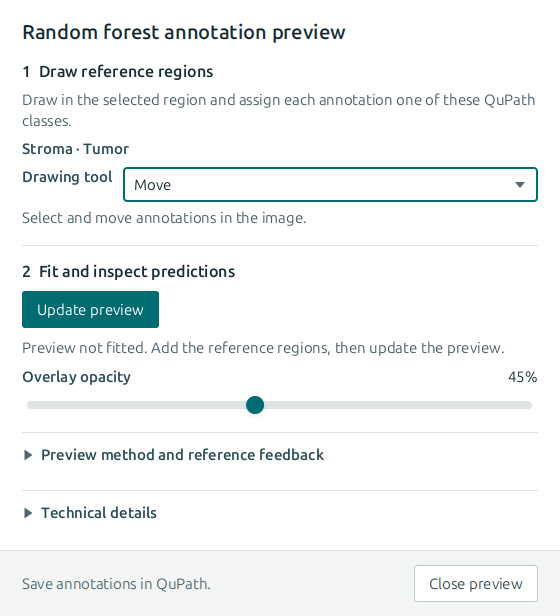 Random forest annotation preview
1 Draw reference regions
Draw in the selected region and assign each annotation one of these QuPath
classes.
Stroma · Tumor
Drawing tool
Move
Select and move annotations in the image.
2 Fit and inspect predictions
Update preview
Preview not fitted. Add the reference regions, then update the preview.
Overlay opacity 45%
Preview method and reference feedback
Technical details
Save annotations in QuPath.
Close preview